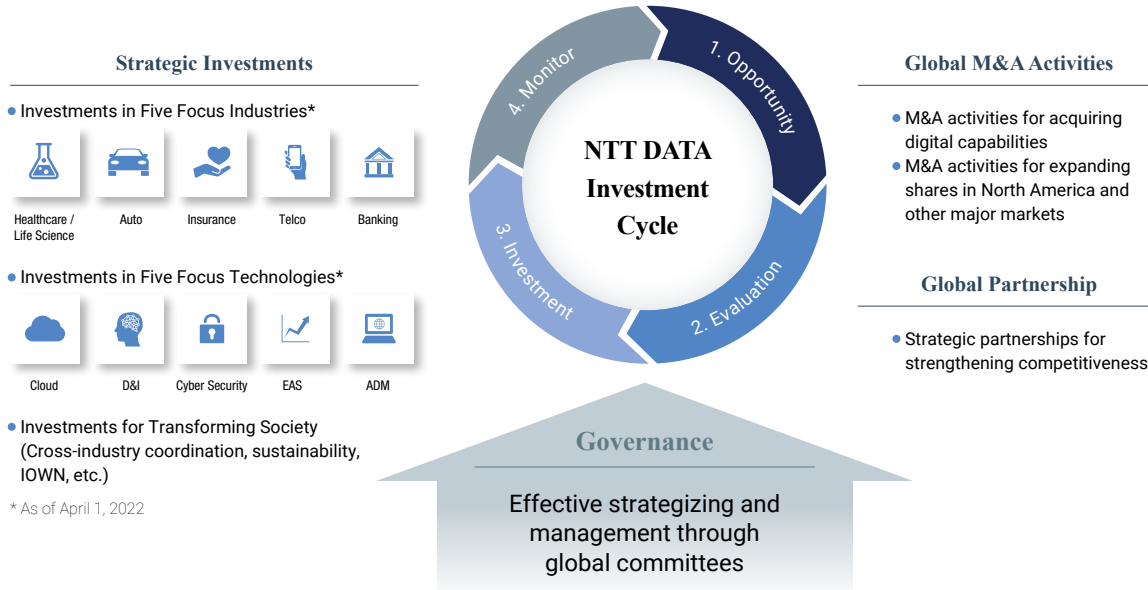 Strategic Investments
● Investments in Five Focus Industries*
Healthcare /
Life Science
Auto
Insurance
Telco
Banking
● Investments in Five Focus Technologies*
Cloud
D&I
Cyber Security
EAS
ADM
● Investments for Transforming Society
(Cross-industry coordination, sustainability,
IOWN, etc.)
* As of April 1, 2022
1. Opportunity
2. Evaluation
3. Investment
4. Monitor
NTT DATA
Investment
Cycle
Governance
Effective strategizing and
management through
global committees
Global M&A Activities
● M&A activities for acquiring
digital capabilities
● M&A activities for expanding
shares in North America and
other major markets
Global Partnership
● Strategic partnerships for
strengthening competitiveness